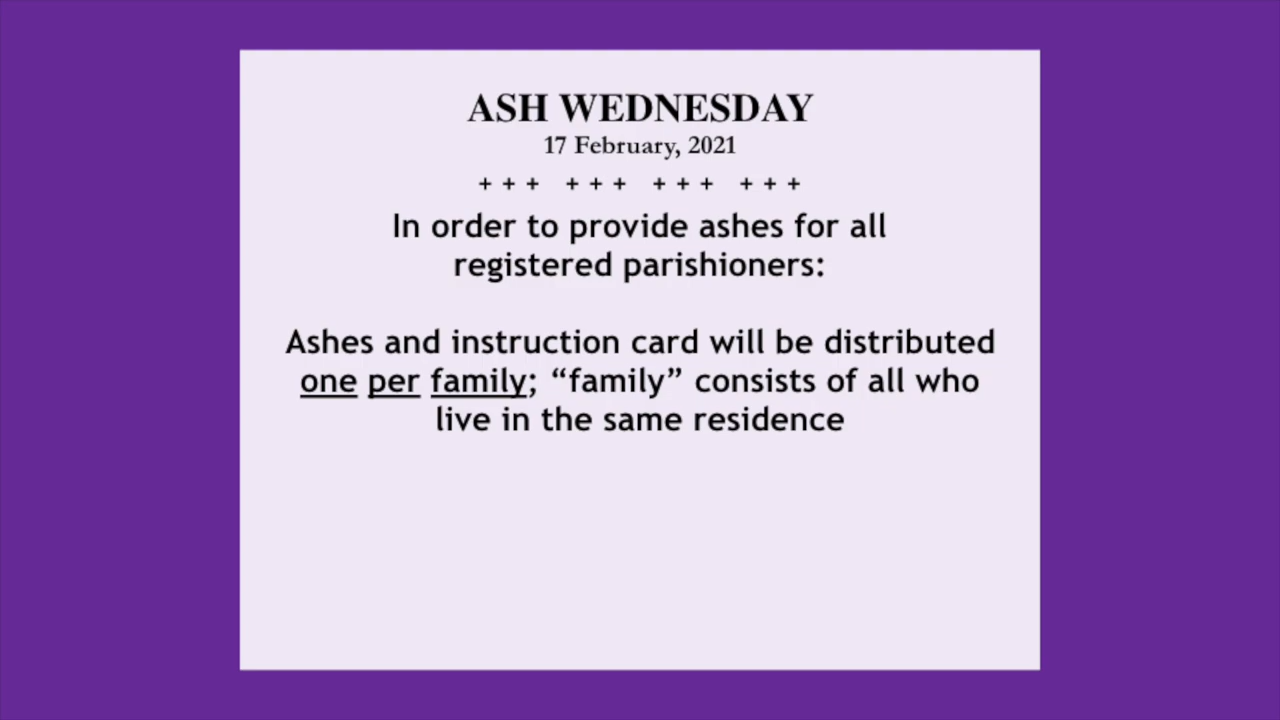 ASH WEDNESDAY
17 February, 2021
+ + + + + + + + + + + +
In order to provide ashes for all
registered parishioners:
Ashes and instruction card will be distributed
one per family; “family” consists of all who
live in the same residence